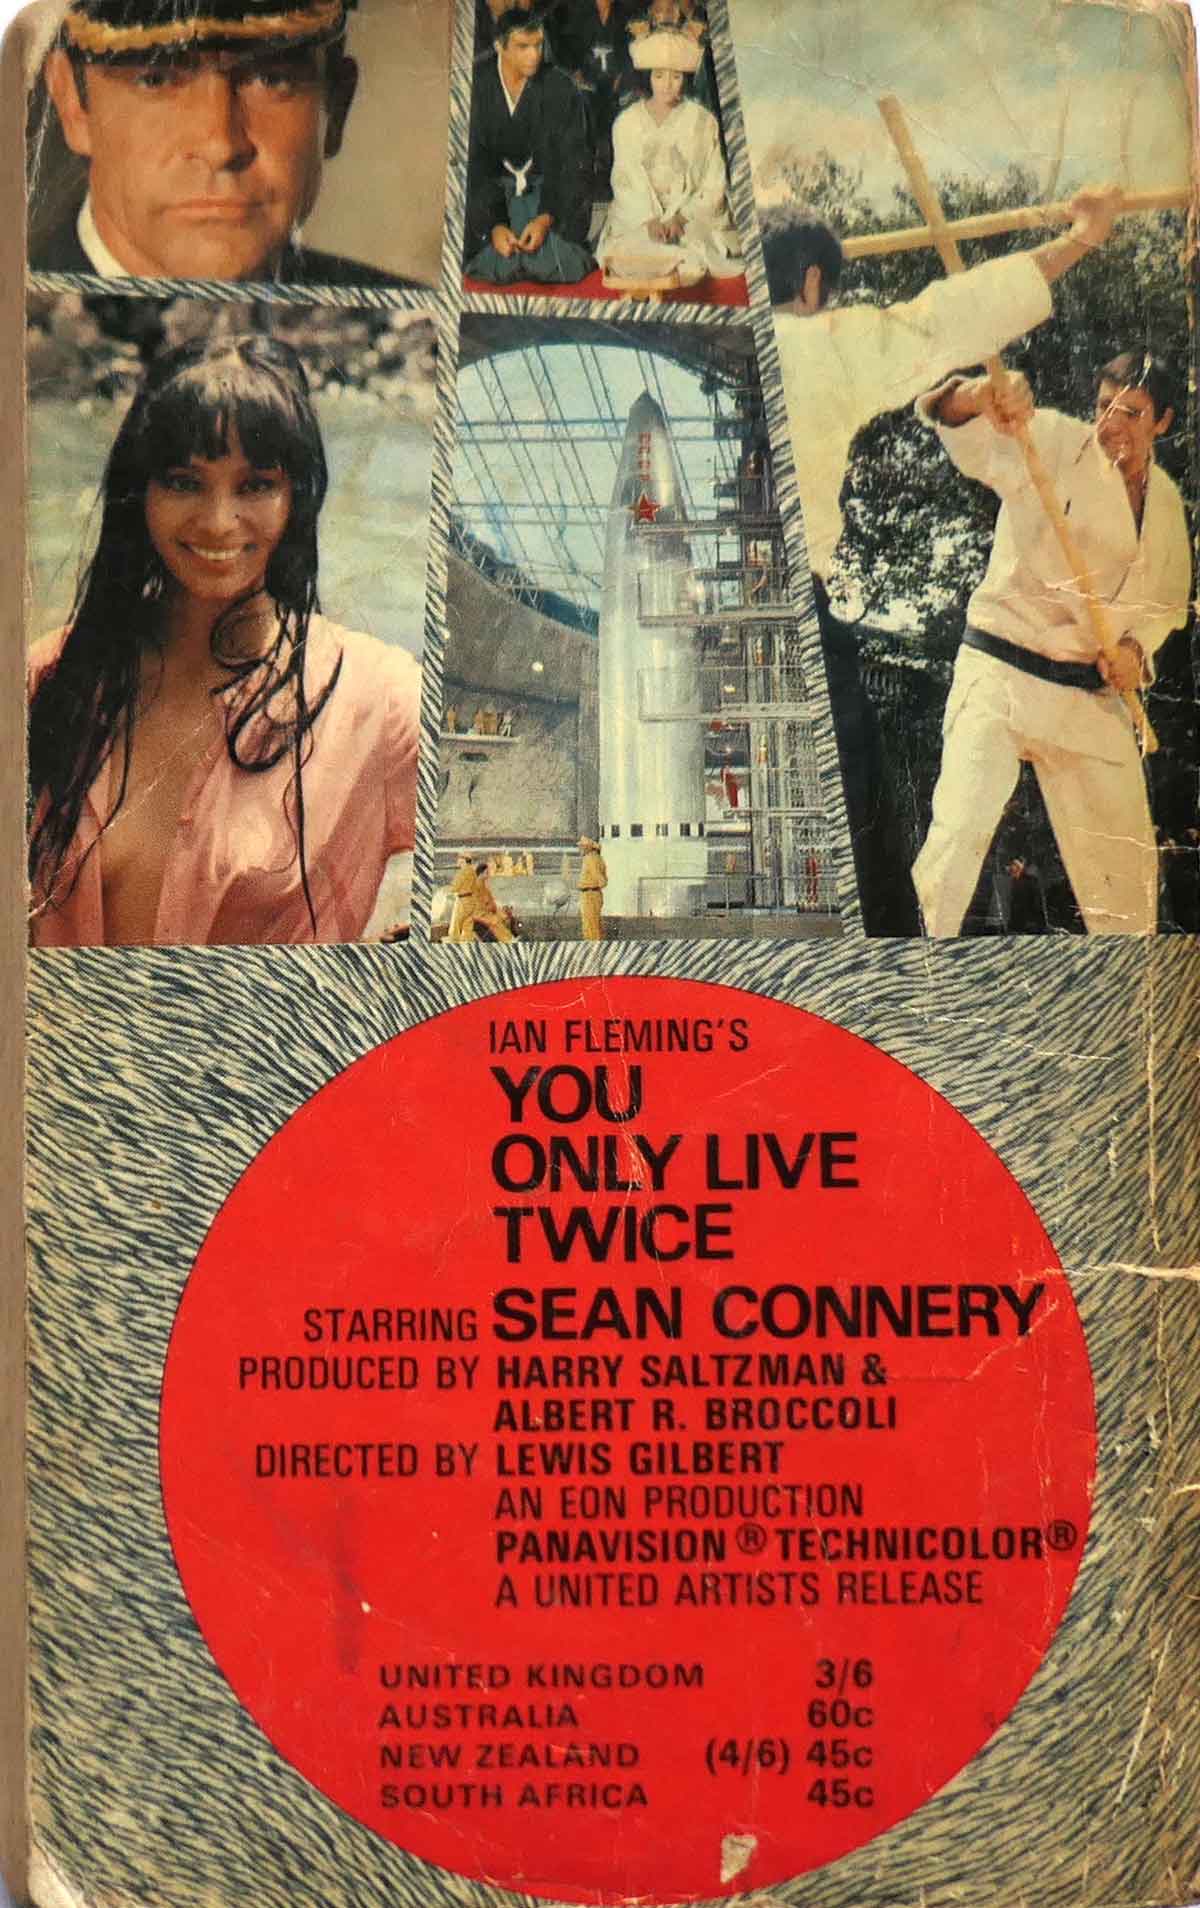 IAN FLEMING'S
YOU
ONLY LIVE
TWICE
STARRING SEAN CONNERY
PRODUCED BY HARRY SALTZMAN &
ALBERT R. BROCCOLI
DIRECTED BY LEWIS GILBERT
AN EON PRODUCTION
PANAVISION ® TECHNICOLOR ®
A UNITED ARTISTS RELEASE
UNITED KINGDOM 3/6
AUSTRALIA 60c
NEW ZEALAND (4/6) 45c
SOUTH AFRICA 45c